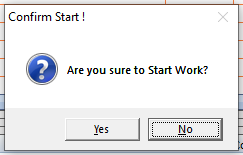 Confirm Start !
Are you sure to Start Work?
Yes
No